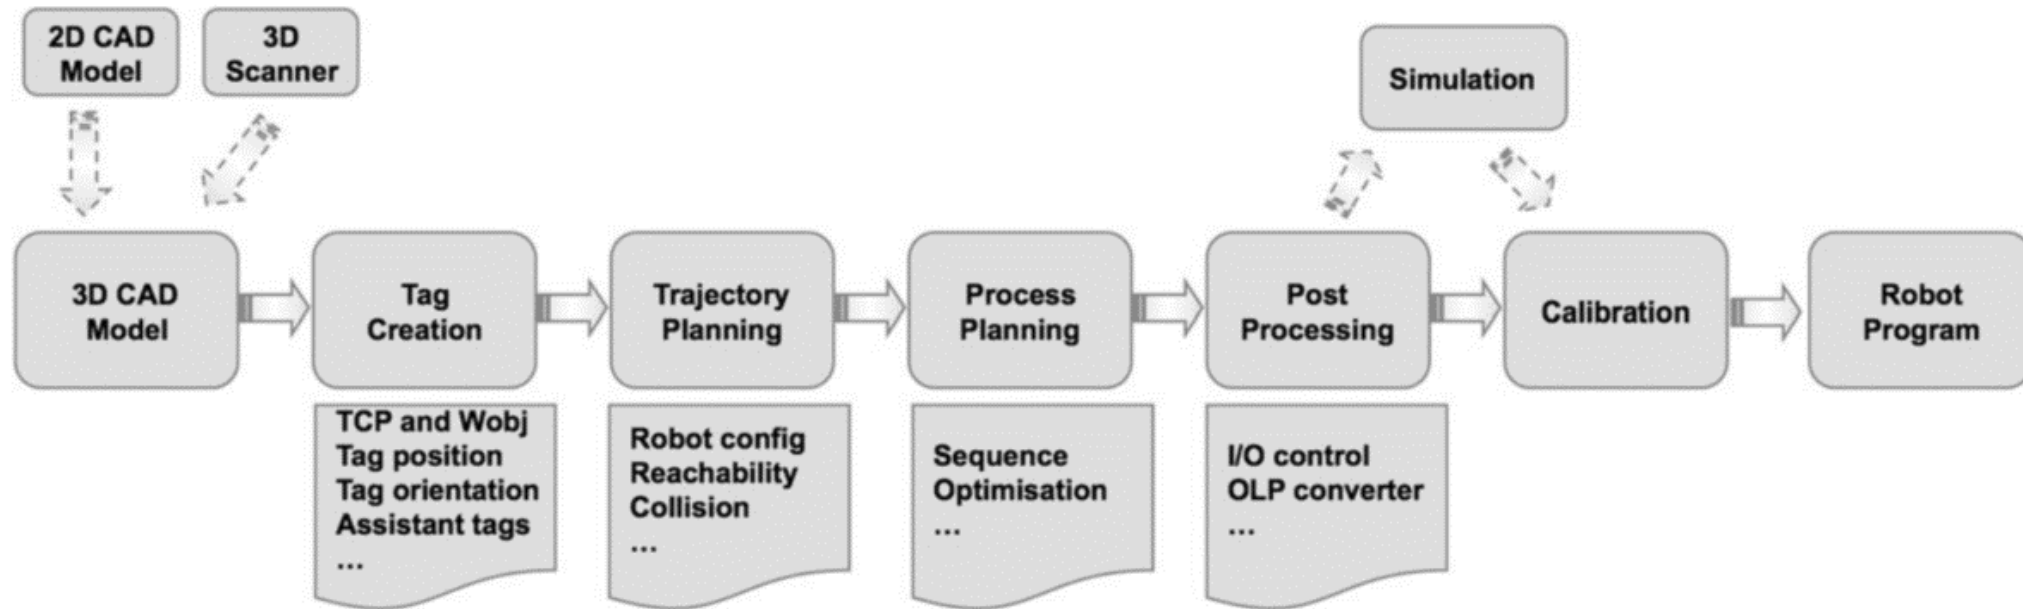 2D CAD
Model
3D
Scanner
Simulation
3D CAD
Model
Tag
Creation
Trajectory
Planning
Process
Planning
Post
Processing
Calibration
Robot
Program
TCP and Wobj
Tag position
Tag orientation
Assistant tags
...
Robot config
Reachability
Collision
...
Sequence
Optimisation
...
I/O control
OLP converter
...